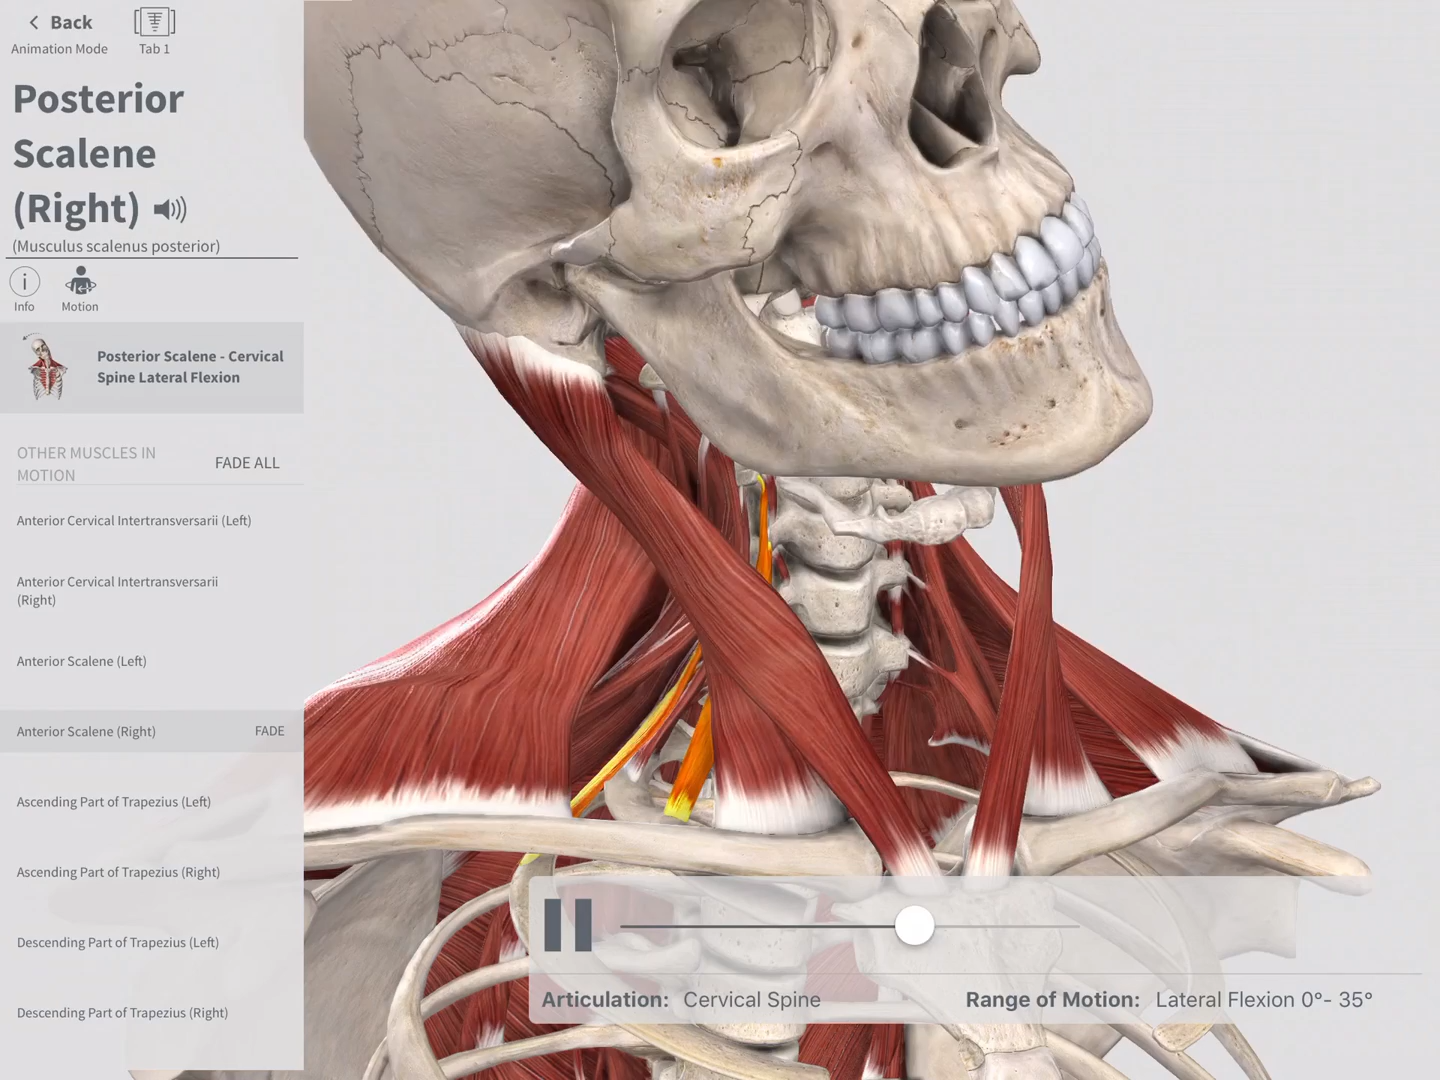 Back
Animation Mode
Tab 1
Posterior
Scalene
(Right)
(Musculus scalenus posterior)
i
Info
Motion
Posterior Scalene - Cervical
Spine Lateral Flexion
OTHER MUSCLES IN
MOTION
FADE ALL
Anterior Cervical Intertransversarii (Left)
Anterior Cervical Intertransversarii
(Right)
Anterior Scalene (Left)
Anterior Scalene (Right)
FADE
Ascending Part of Trapezius (Left)
Ascending Part of Trapezius (Right)
Descending Part of Trapezius (Left)
Descending Part of Trapezius (Right)
Articulation: Cervical Spine
Range of Motion: Lateral Flexion 0°- 35°